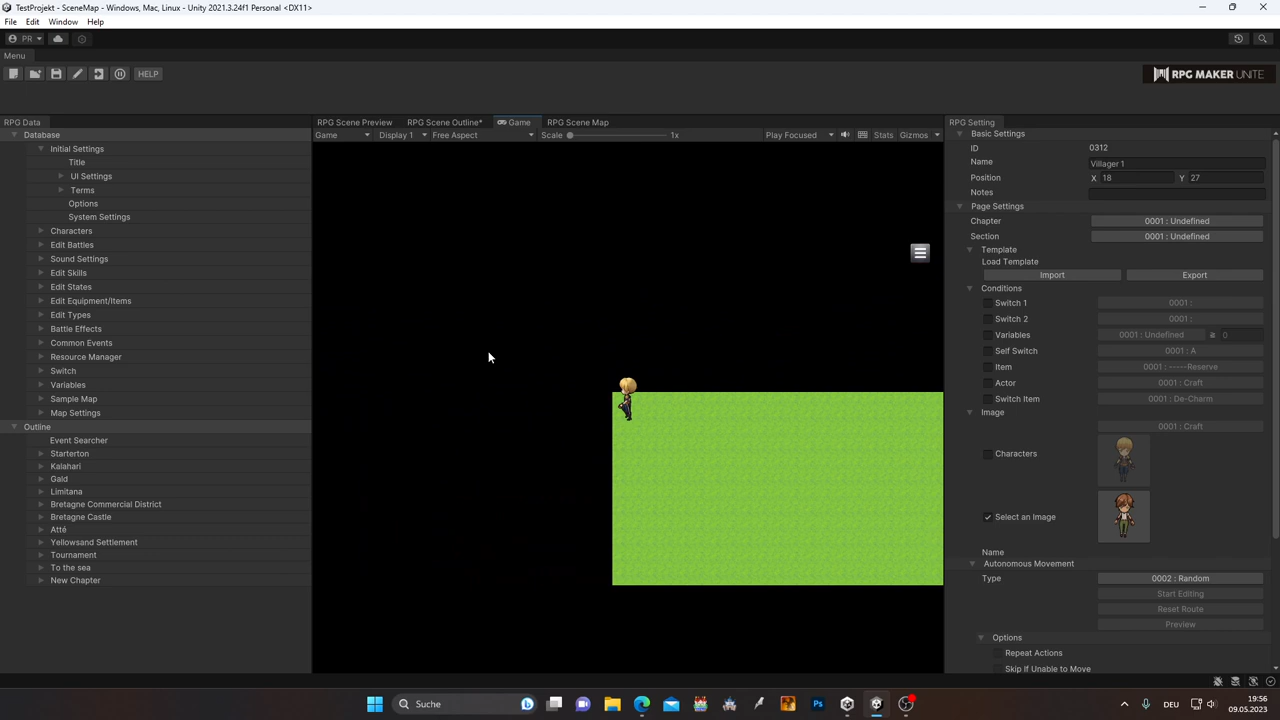 TestProjekt - SceneMap - Windows, Mac, Linux - Unity 2021.3.24f1 Personal <DX11>
File Edit Window Help
PR
Menu
HELP
RPG MAKER UNITE
RPG Data
Database
Initial Settings
Title
UI Settings
Terms
Options
System Settings
Characters
Edit Battles
Sound Settings
Edit Skills
Edit States
Edit Equipment/Items
Edit Types
Battle Effects
Common Events
Resource Manager
Switch
Variables
Sample Map
Map Settings
Outline
Event Searcher
Starterton
Kalahari
Gald
Limitana
Bretagne Commercial District
Bretagne Castle
Atté
Yellowsand Settlement
Tournament
To the sea
New Chapter
RPG Scene Preview RPG Scene Outline* Game RPG Scene Map
Game Display 1 Free Aspect Scale 1x Play Focused Stats Gizmos
RPG Setting
Basic Settings
ID 0312
Name Villager 1
Position X 18 Y 27
Notes
Page Settings
Chapter 0001 : Undefined
Section 0001 : Undefined
Template
Load Template
Import Export
Conditions
Switch 1 0001 :
Switch 2 0001 :
Variables 0001 : Undefined ≥ 0
Self Switch 0001 : A
Item 0001 : -----Reserve
Actor 0001 : Craft
Switch Item 0001 : De-Charm
Image
0001 : Craft
Characters
Select an Image
Name
Autonomous Movement
Type 0002 : Random
Start Editing
Reset Route
Preview
Options
Repeat Actions
Skip If Unable to Move
Suche
DEU
19:56
09.05.2023